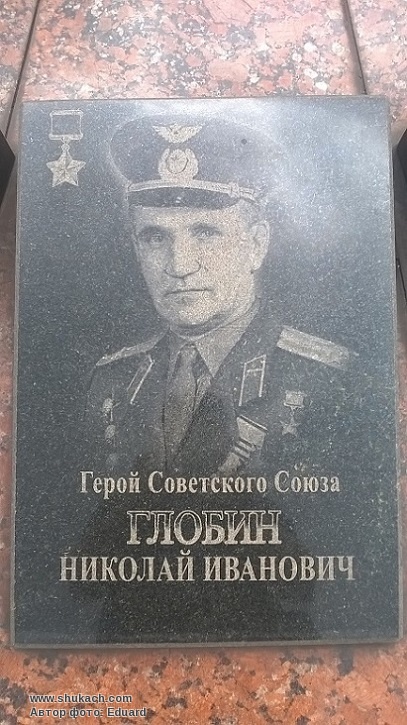 Герой Советского Союза
ГЛОБИН
НИКОЛАЙ ИВАНОВИЧ
www.shukach.com
Автор фото: Eduard